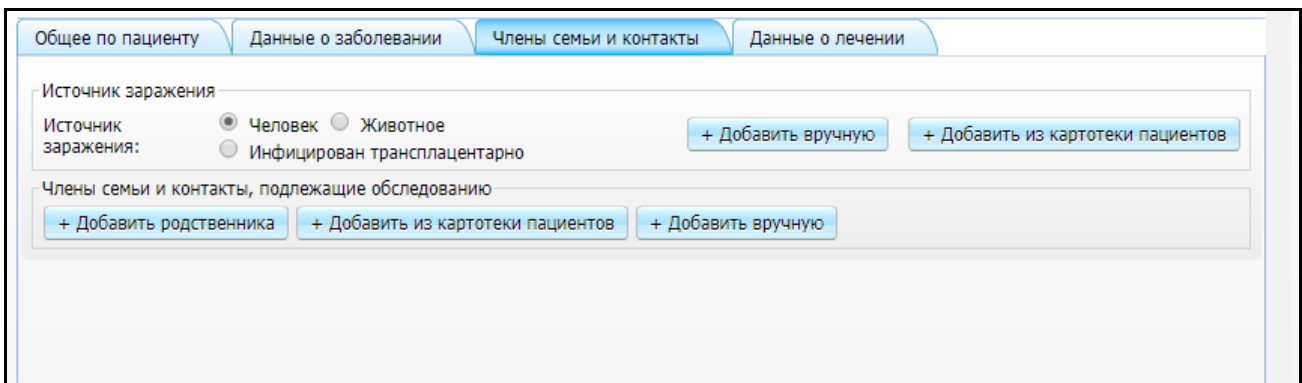 Общее по пациенту Данные о заболевании Члены семьи и контакты Данные о лечении
Источник заражения
Источник заражения: Человек Животное + Добавить вручную + Добавить из картотеки пациентов
Инфицирован трансплацентарно
Члены семьи и контакты, подлежащие обследованию
+ Добавить родственника + Добавить из картотеки пациентов + Добавить вручную